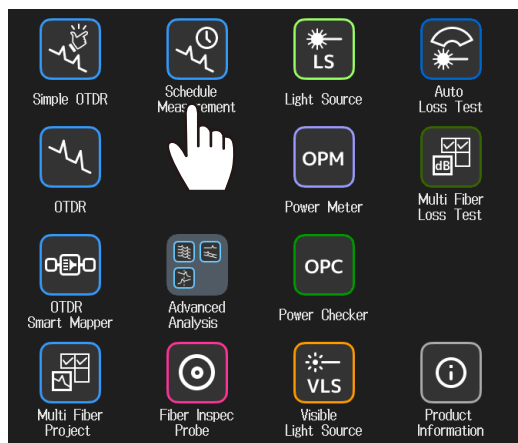 Simple OTDR
Schedule
Measurement
LS
Light Source
Auto
Loss Test
OTDR
OPM
Power Meter
dB
Multi Fiber
Loss Test
OTDR
Smart Mapper
Advanced
Analysis
OPC
Power Checker
Multi Fiber
Project
Fiber Inspec
Probe
VLS
Visible
Light Source
Product
Information